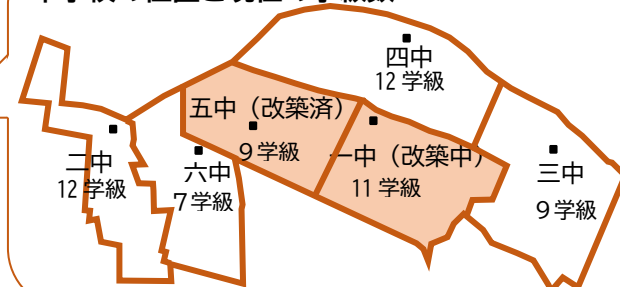 四中
12 学級
五中（改築済）
9学級
一中（改築中）
11 学級
二中
12 学級
六中
7学級
三中
9学級